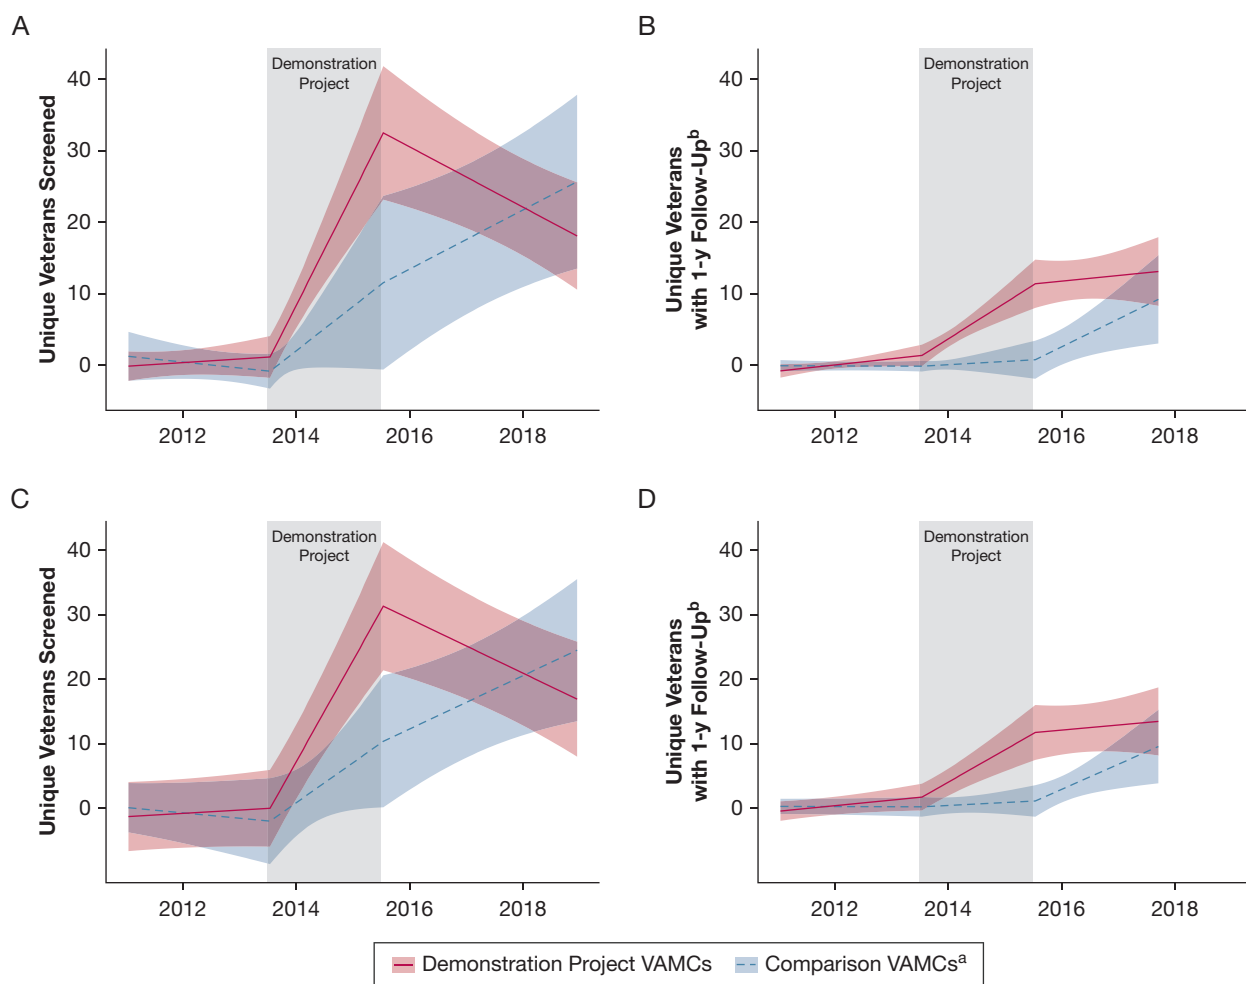 A
Demonstration
Project
Unique Veterans Screened
40
30
20
10
0
2012
2014
2016
2018
B
Demonstration
Project
Unique Veterans
with 1-y Follow-Up^b
40
30
20
10
0
2012
2014
2016
2018
C
Demonstration
Project
Unique Veterans Screened
40
30
20
10
0
2012
2014
2016
2018
D
Demonstration
Project
Unique Veterans
with 1-y Follow-Up^b
40
30
20
10
0
2012
2014
2016
2018
Demonstration Project VAMCs
Comparison VAMCs^a